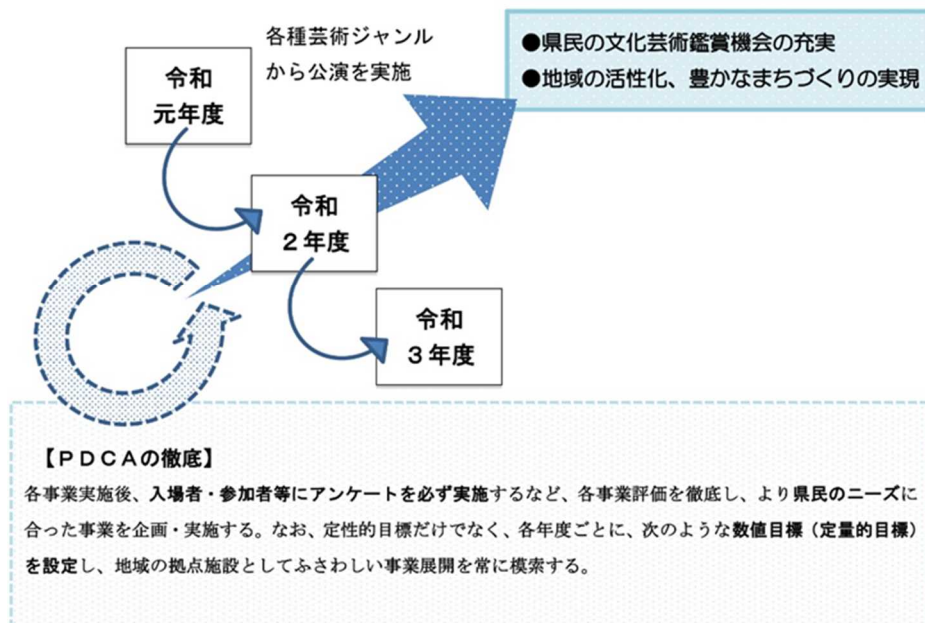 各種芸術ジャンル
から公演を実施
●県民の文化芸術鑑賞機会の充実
●地域の活性化、豊かなまちづくりの実現
令和
元年度
令和
２年度
令和
３年度
【ＰＤＣＡの徹底】
各事業実施後、入場者・参加者等にアンケートを必ず実施するなど、各事業評価を徹底し、より県民のニーズに
合った事業を企画・実施する。なお、定性的目標だけでなく、各年度ごとに、次のような数値目標（定量的目標）
を設定し、地域の拠点施設としてふさわしい事業展開を常に模索する。